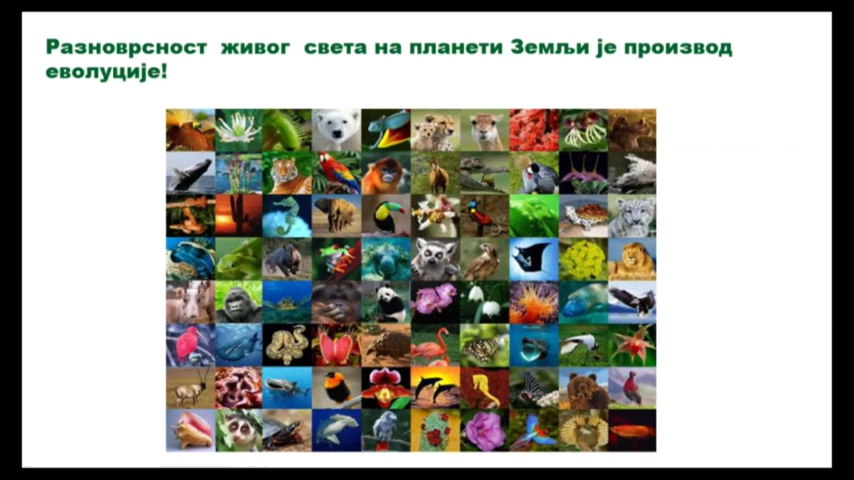 Разноврсност живог света на планети Земљи је производ
еволуције!